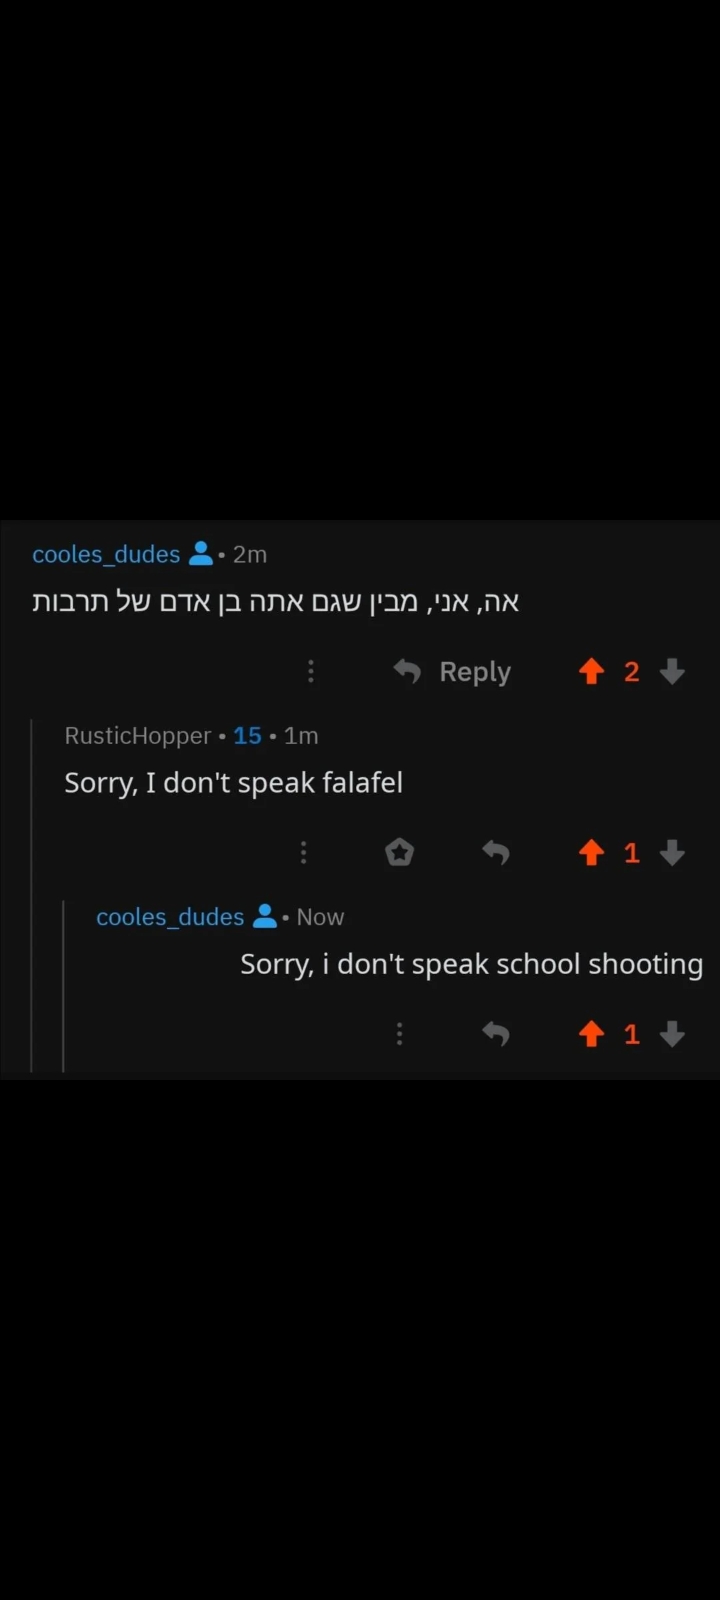 cooles_dudes • 2m
אה, אני, מבין שגם אתה בן אדם של תרבות
Reply 2
RusticHopper • 15 • 1m
Sorry, I don't speak falafel
1
cooles_dudes • Now
Sorry, i don't speak school shooting
1